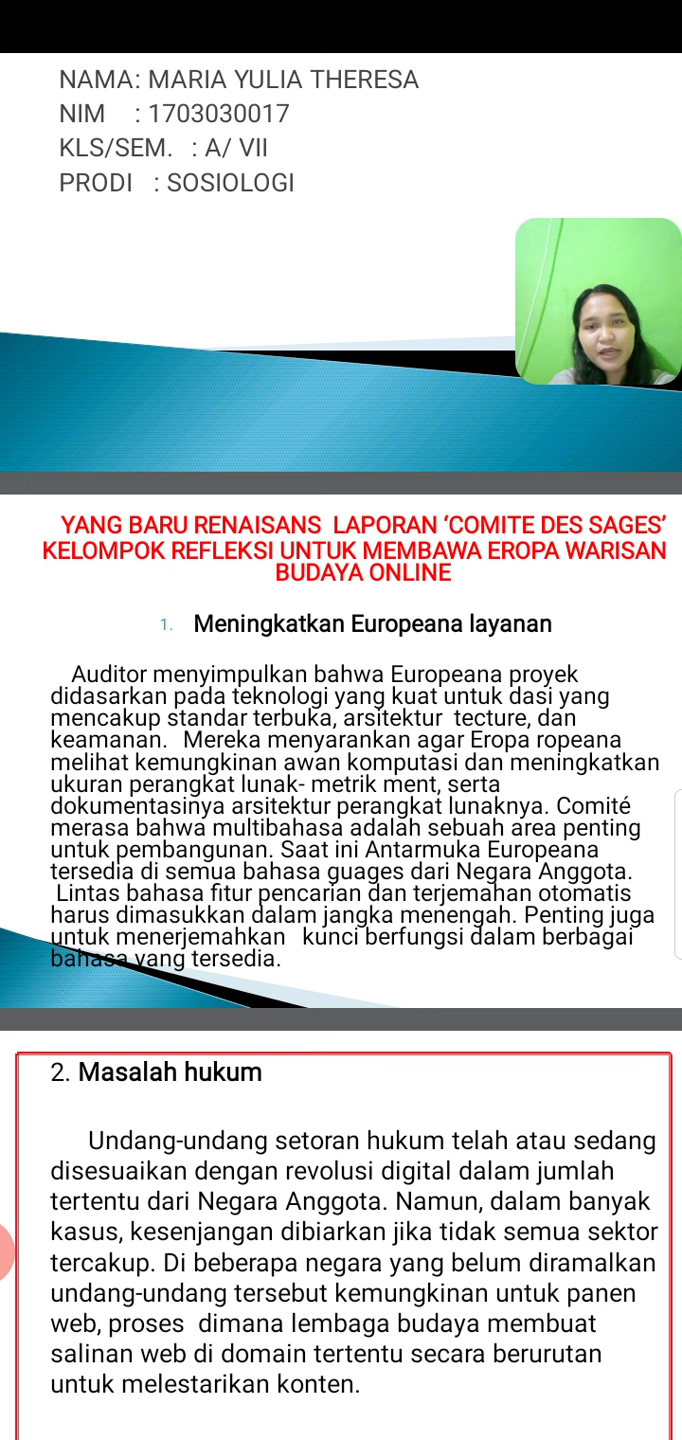 NAMA: MARIA YULIA THERESA
NIM : 1703030017
KLS/SEM. : A/ VII
PRODI : SOSIOLOGI
YANG BARU RENAISANS LAPORAN ‘COMITE DES SAGES’
KELOMPOK REFLEKSI UNTUK MEMBAWA EROPA WARISAN
BUDAYA ONLINE
1. Meningkatkan Europeana layanan
Auditor menyimpulkan bahwa Europeana proyek
didasarkan pada teknologi yang kuat untuk dasi yang
mencakup standar terbuka, arsitektur tecture, dan
keamanan. Mereka menyarankan agar Eropa ropeana
melihat kemungkinan awan komputasi dan meningkatkan
ukuran perangkat lunak- metrik ment, serta
dokumentasinya arsitektur perangkat lunaknya. Comité
merasa bahwa multibahasa adalah sebuah area penting
untuk pembangunan. Saat ini Antarmuka Europeana
tersedia di semua bahasa guages dari Negara Anggota.
Lintas bahasa fitur pencarian dan terjemahan otomatis
harus dimasukkan dalam jangka menengah. Penting juga
untuk menerjemahkan kunci berfungsi dalam berbagai
bahasa yang tersedia.
2. Masalah hukum
Undang-undang setoran hukum telah atau sedang
disesuaikan dengan revolusi digital dalam jumlah
tertentu dari Negara Anggota. Namun, dalam banyak
kasus, kesenjangan dibiarkan jika tidak semua sektor
tercakup. Di beberapa negara yang belum diramalkan
undang-undang tersebut kemungkinan untuk panen
web, proses dimana lembaga budaya membuat
salinan web di domain tertentu secara berurutan
untuk melestarikan konten.